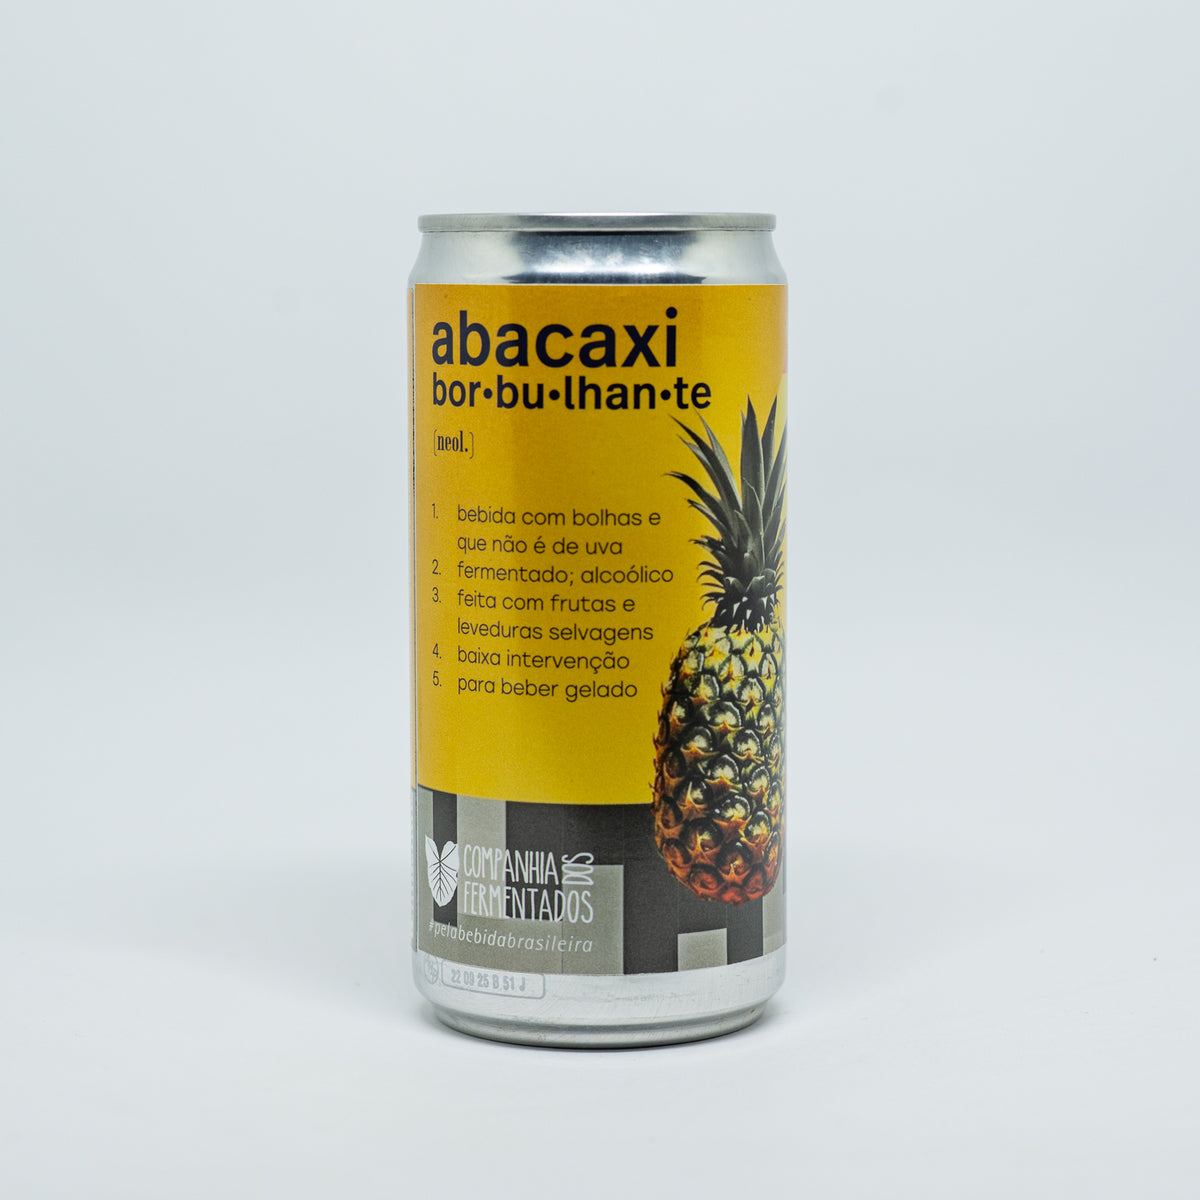 abacaxi
bor•bu•lhan•te
(neol.)
1. bebida com bolhas e
que não é de uva
2. fermentado; alcoólico
3. feita com frutas e
leveduras selvagens
4. baixa intervenção
5. para beber gelado
COMPANHIA DOS
FERMENTADOS
#pelabebidabrasileira
22 09 25 B 51 J